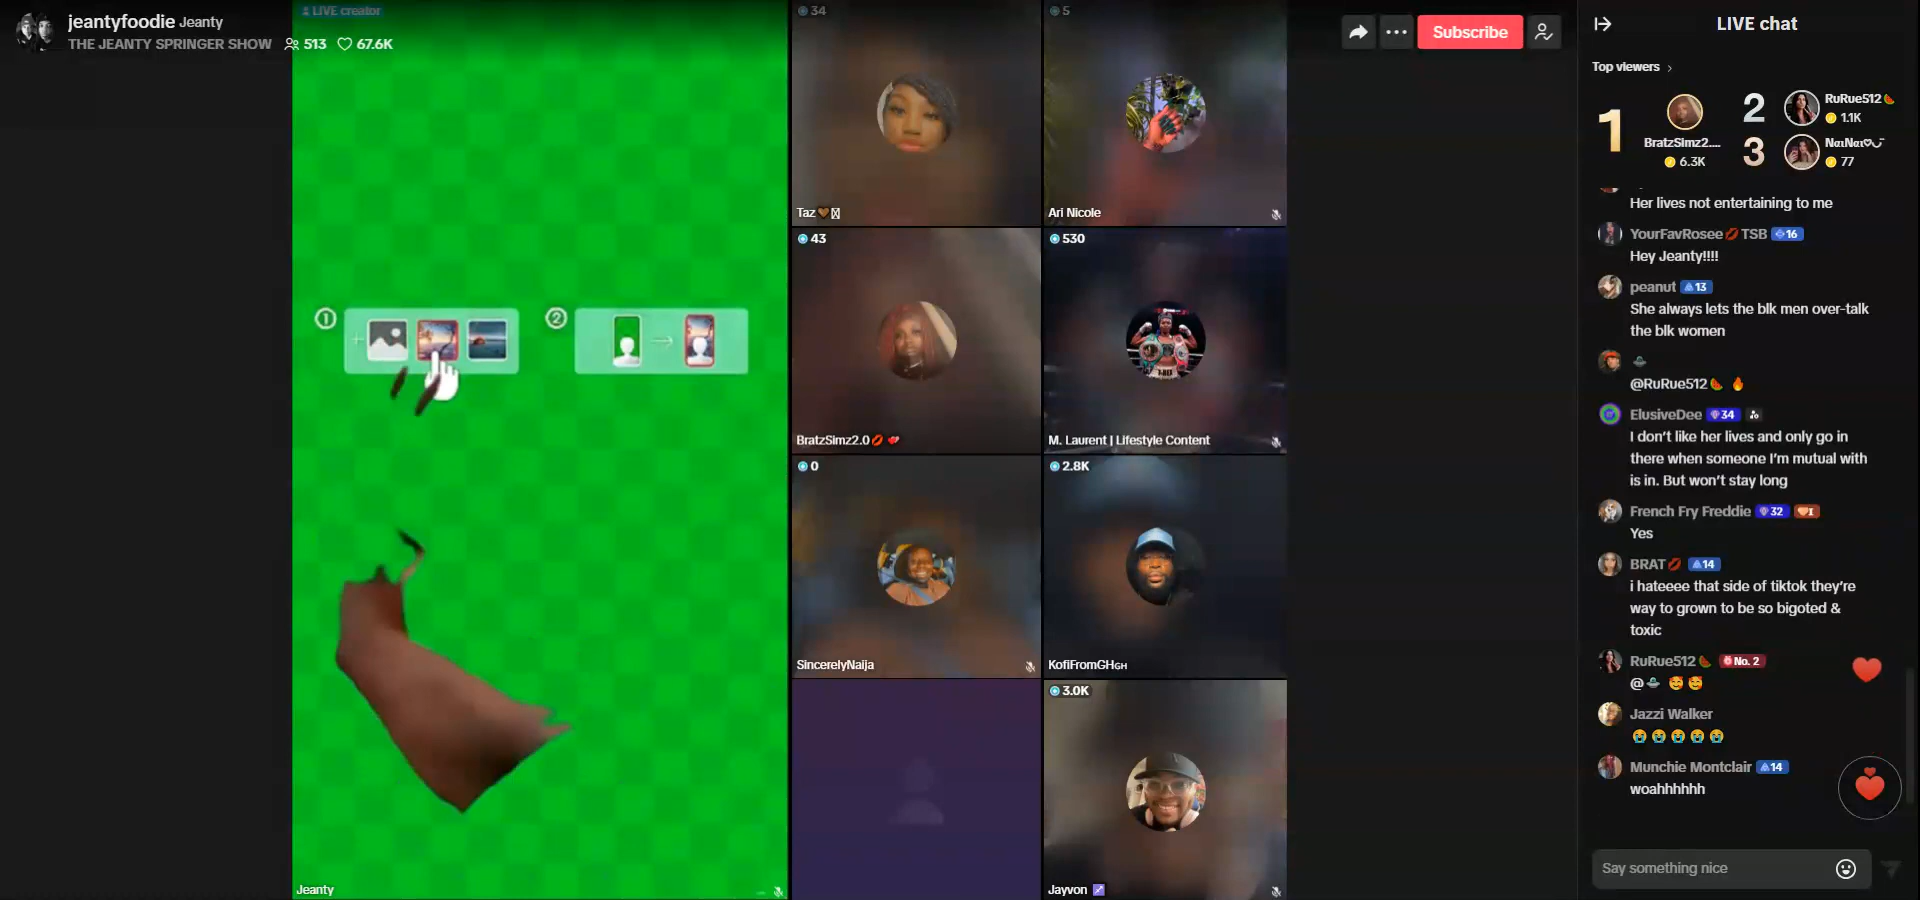 jeantyfoodie Jeanty
THE JEANTY SPRINGER SHOW 513 67.6K
LIVE creator
1
2
Jeanty
34
Taz
5
Ari Nicole
43
BratzSimz2.0
530
M. Laurent | Lifestyle Content
0
SincerelyNaija
2.8K
KofiFromGHGH
3.0K
Jayvon
Subscribe
LIVE chat
Top viewers
1
BratzSimz2....
6.3K
2
RuRue512
1.1K
3
NαιNαι
77
Her lives not entertaining to me
YourFavRosee💋TSB 16
Hey Jeanty!!!!
peanut 13
She always lets the blk men over-talk
the blk women
🛸
@RuRue512🍉 🔥
ElusiveDee 34
I don't like her lives and only go in
there when someone I'm mutual with
is in. But won't stay long
French Fry Freddie 32 I
Yes
BRAT💋 14
i hateeee that side of tiktok they're
way to grown to be so bigoted &
toxic
RuRue512🍉 No. 2
@🛸 🥰🥰
Jazzi Walker
😭😭😭😭😭
Munchie Montclair 14
woahhhhhh
Say something nice